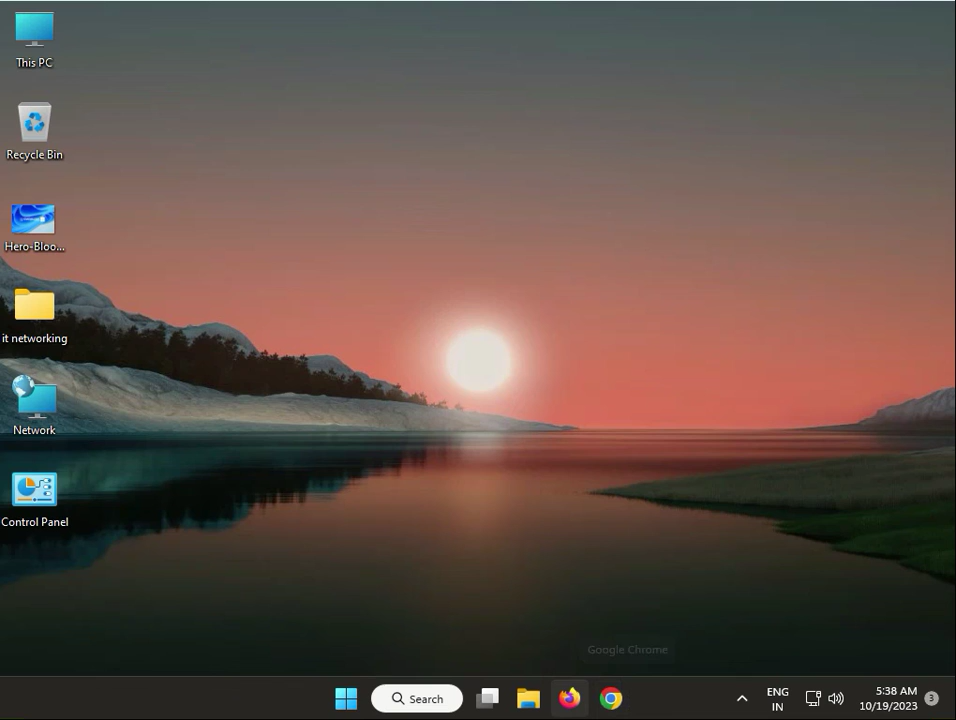 This PC
Recycle Bin
Hero-Bloo...
it networking
Network
Control Panel
Google Chrome
Search
ENG
IN
5:38 AM
10/19/2023
3